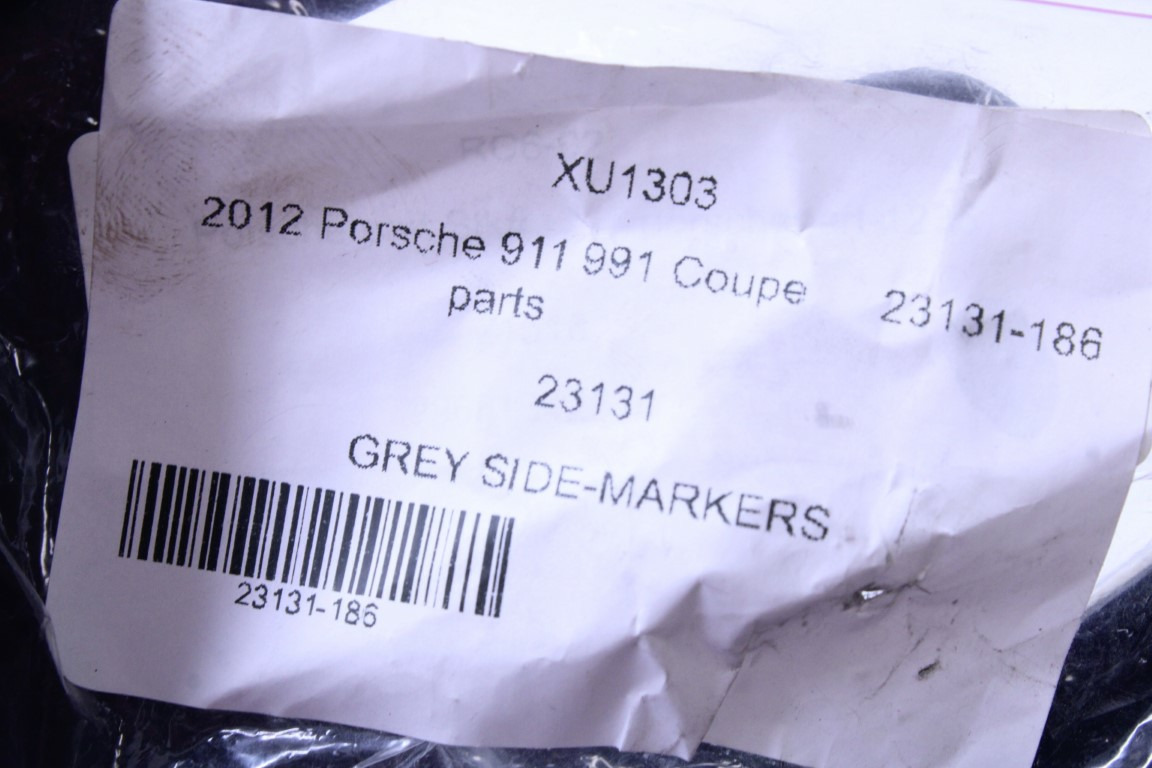 XU1303
2012 Porsche 911 991 Coupe
parts
23131-186
23131
GREY SIDE-MARKERS
23131-186